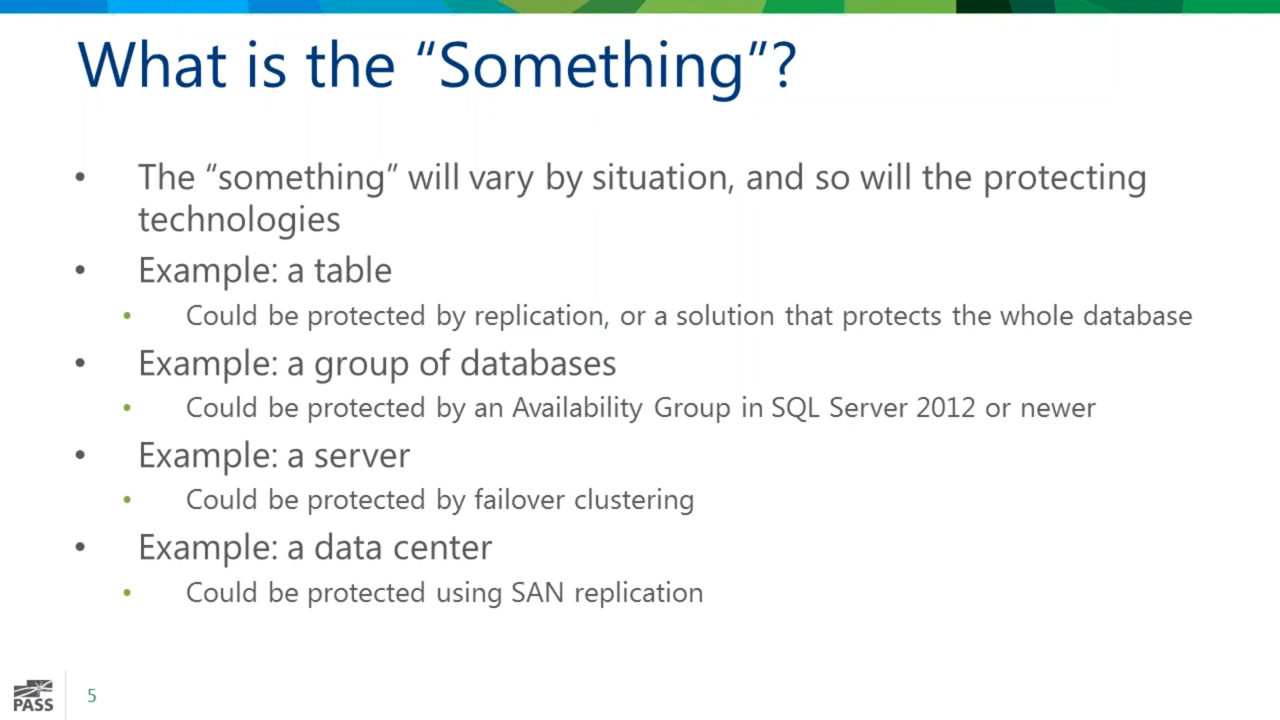 What is the “Something”?
• The “something” will vary by situation, and so will the protecting
technologies
• Example: a table
• Could be protected by replication, or a solution that protects the whole database
• Example: a group of databases
• Could be protected by an Availability Group in SQL Server 2012 or newer
• Example: a server
• Could be protected by failover clustering
• Example: a data center
• Could be protected using SAN replication
PASS
5